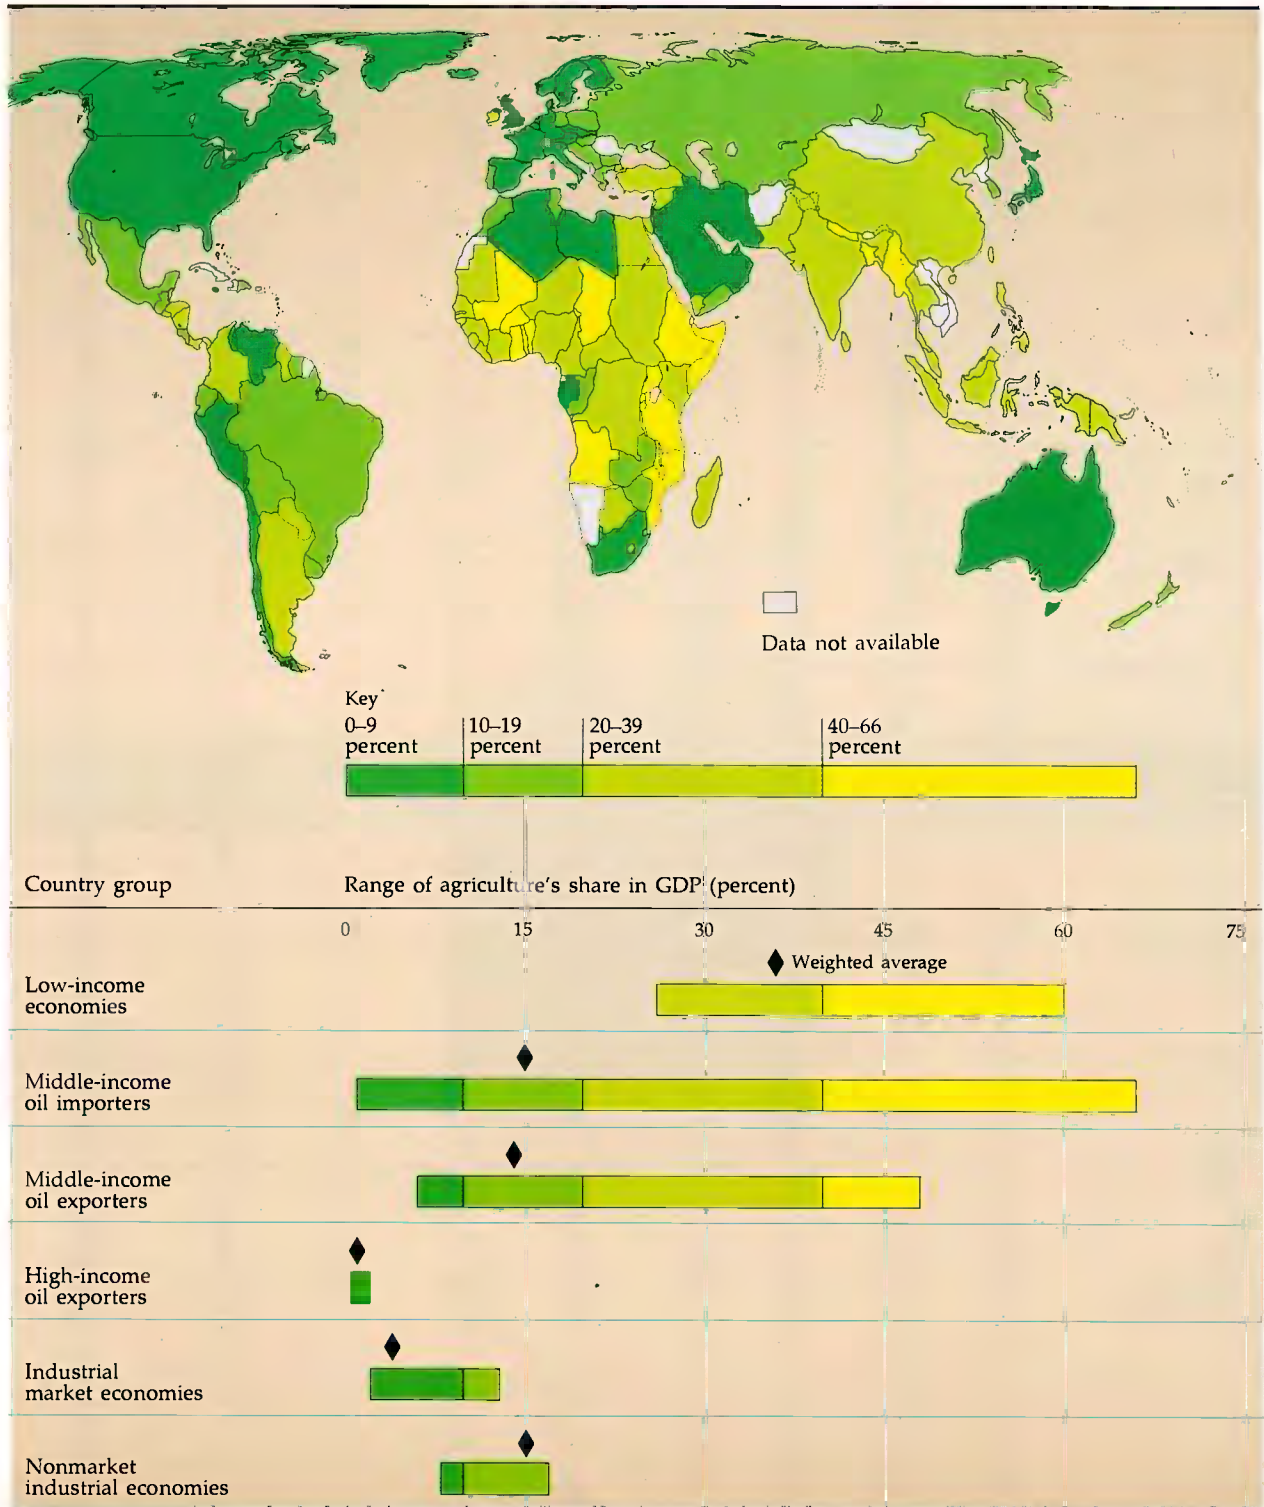 Data not available
Key*
0–9 percent
10–19 percent
20–39 percent
40–66 percent
Country group
Range of agriculture's share in GDP (percent)
0 15 30 45 60 75
Weighted average
Low-income
economies
Middle-income
oil importers
Middle-income
oil exporters
High-income
oil exporters
Industrial
market economies
Nonmarket
industrial economies